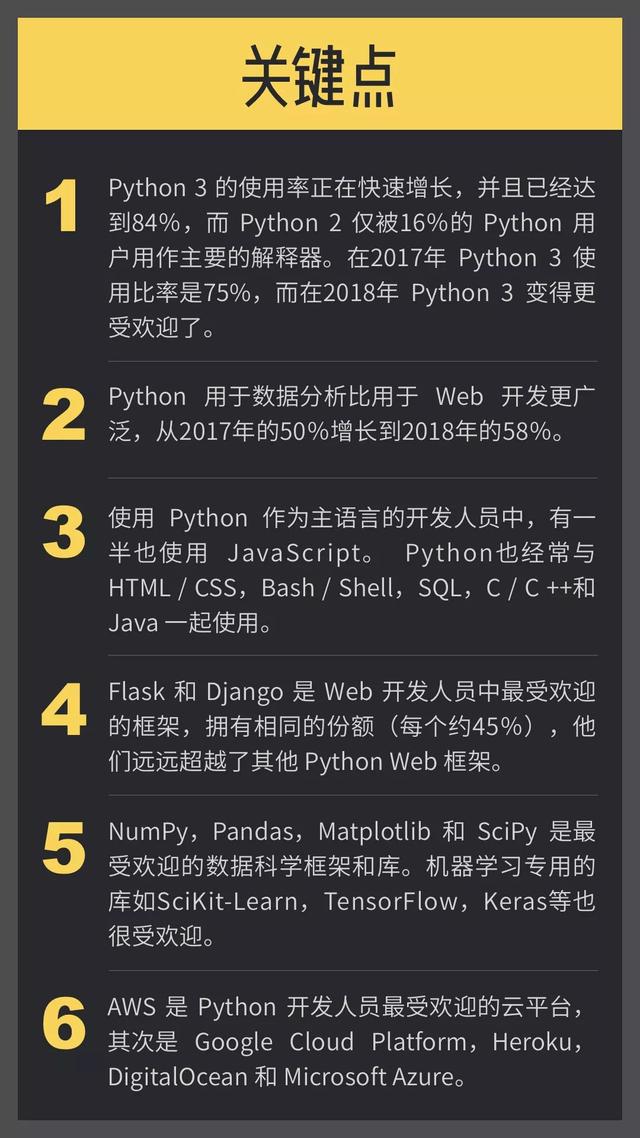 关键点
1
Python 3 的使用率正在快速增长，并且已经达
到84%，而 Python 2 仅被16%的 Python 用
户用作主要的解释器。在2017年 Python 3 使
用比率是75%，而在2018年 Python 3 变得更
受欢迎了。
2
Python 用于数据分析比用于 Web 开发更广
泛，从2017年的50%增长到2018年的58%。
3
使用 Python 作为主语言的开发人员中，有一
半也使用 JavaScript。 Python也经常与
HTML / CSS，Bash / Shell，SQL，C / C ++和
Java 一起使用。
4
Flask 和 Django 是 Web 开发人员中最受欢迎
的框架，拥有相同的份额（每个约45%），他
们远远超越了其他 Python Web 框架。
5
NumPy，Pandas，Matplotlib 和 SciPy 是最
受欢迎的数据科学框架和库。机器学习专用的
库如SciKit-Learn，TensorFlow，Keras等也
很受欢迎。
6
AWS 是 Python 开发人员最受欢迎的云平台，
其次是 Google Cloud Platform，Heroku，
DigitalOcean 和 Microsoft Azure。